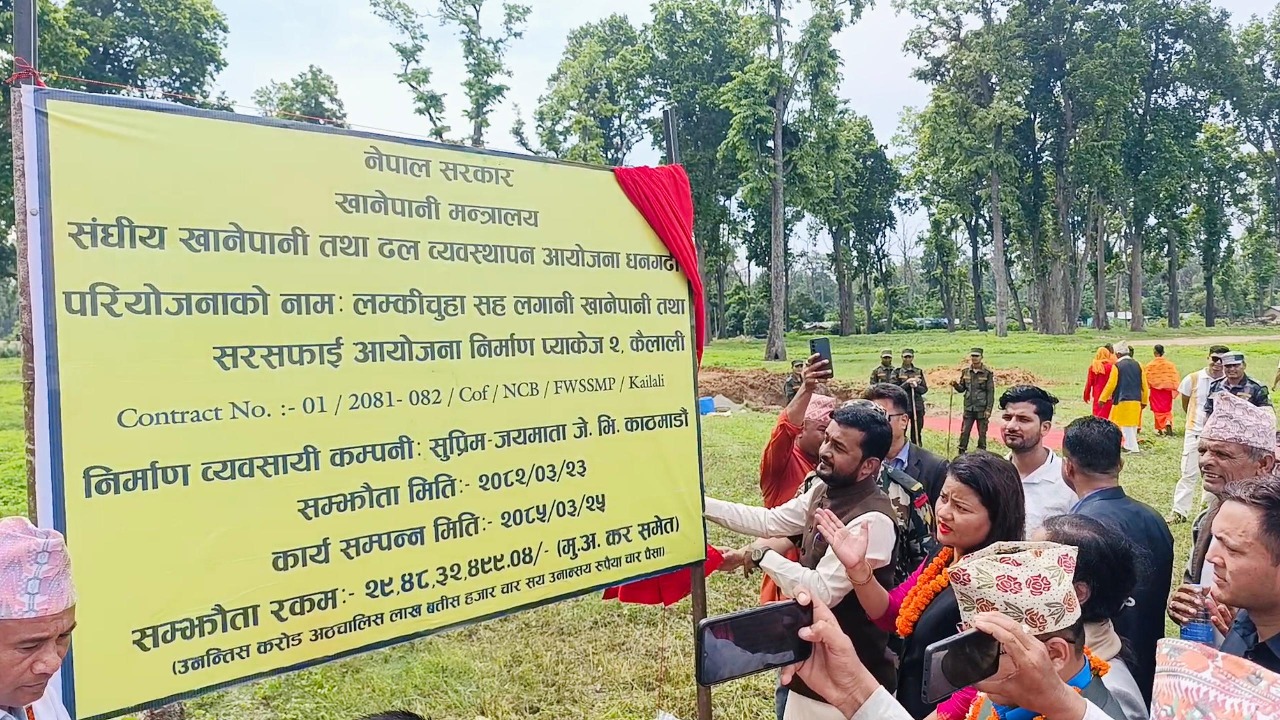 नेपाल सरकार
खानेपानी मन्त्रालय
संघीय खानेपानी तथा ढल व्यवस्थापन आयोजना धनगढी
परियोजनाको नामः लम्कीचुहा सह लगानी खानेपानी तथा
सरसफाई आयोजना निर्माण प्याकेज २, कैलाली
Contract No. :- 01 / 2081- 082 / Cof / NCB / FWSSMP / Kailali
निर्माण व्यवसायी कम्पनीः सुप्रिम-जयमाता जे. भि. काठमाडौं
सम्झौता मितिः- २०८२/०३/२३
कार्य सम्पन्न मितिः- २०८५/०३/२५
सम्झौता रकमः- २९,४८,३२,४९९.०४/- (मु.अ. कर समेत)
(उनन्तिस करोड अठचालिस लाख बतीस हजार चार सय उनान्सय रुपैया चार पैसा)